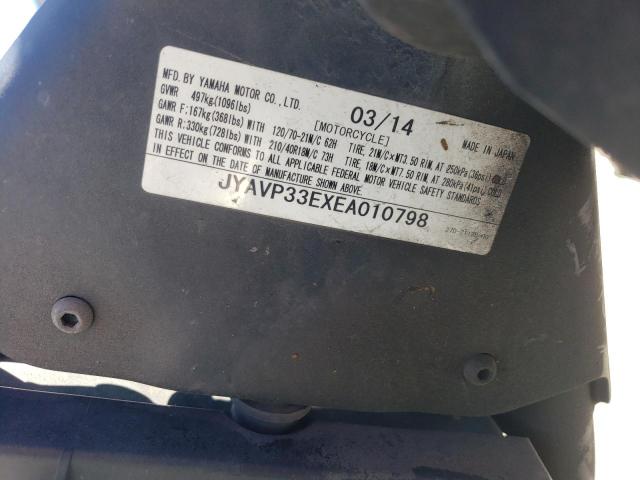 MFD. BY YAMAHA MOTOR CO., LTD.
03/14
MADE IN JAPAN
GVWR 497kg(1096lbs)
[MOTORCYCLE]
GAWR F:167kg(368lbs) WITH 120/70-21M/C 62H TIRE, 21M/C×MT3.50 RIM, AT 250kPa(36psi)
GAWR R:330kg(728lbs) WITH 210/40R18M/C 73H TIRE, 18M/C×MT7.50 RIM, AT 280kPa(41psi)
THIS VEHICLE CONFORMS TO ALL APPLICABLE FEDERAL MOTOR VEHICLE SAFETY STANDARDS
IN EFFECT ON THE DATE OF MANUFACTURE SHOWN ABOVE.
JYAVP33EXEA010798